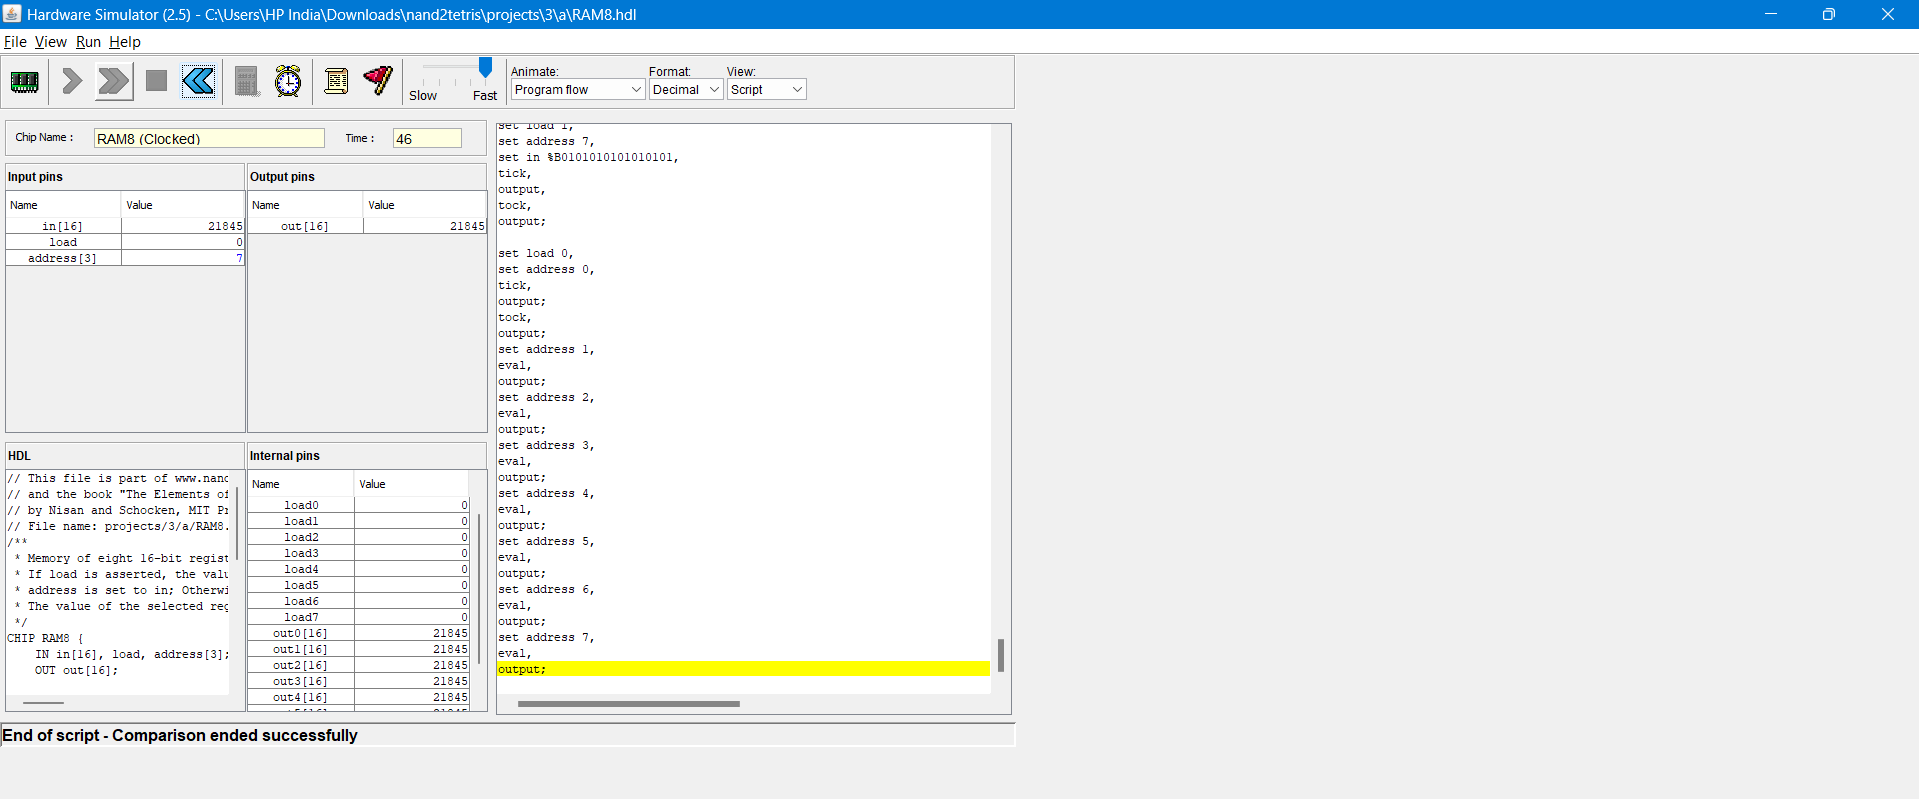 Hardware Simulator (2.5) - C:\Users\HP India\Downloads\nand2tetris\projects\3\a\RAM8.hdl
File View Run Help
Slow Fast
Animate: Format: View:
Program flow Decimal Script
Chip Name : RAM8 (Clocked) Time : 46
Input pins
Name Value
in[16] 21845
load 0
address[3] 7
Output pins
Name Value
out[16] 21845
HDL
// This file is part of www.nand
// and the book "The Elements of
// by Nisan and Schocken, MIT Pr
// File name: projects/3/a/RAM8.
/**
* Memory of eight 16-bit regist
* If load is asserted, the valu
* address is set to in; Otherwi
* The value of the selected reg
*/
CHIP RAM8 {
IN in[16], load, address[3];
OUT out[16];
Internal pins
Name Value
load0 0
load1 0
load2 0
load3 0
load4 0
load5 0
load6 0
load7 0
out0[16] 21845
out1[16] 21845
out2[16] 21845
out3[16] 21845
out4[16] 21845
set load 1,
set address 7,
set in %B0101010101010101,
tick,
output,
tock,
output;
set load 0,
set address 0,
tick,
output;
tock,
output;
set address 1,
eval,
output;
set address 2,
eval,
output;
set address 3,
eval,
output;
set address 4,
eval,
output;
set address 5,
eval,
output;
set address 6,
eval,
output;
set address 7,
eval,
output;
End of script - Comparison ended successfully